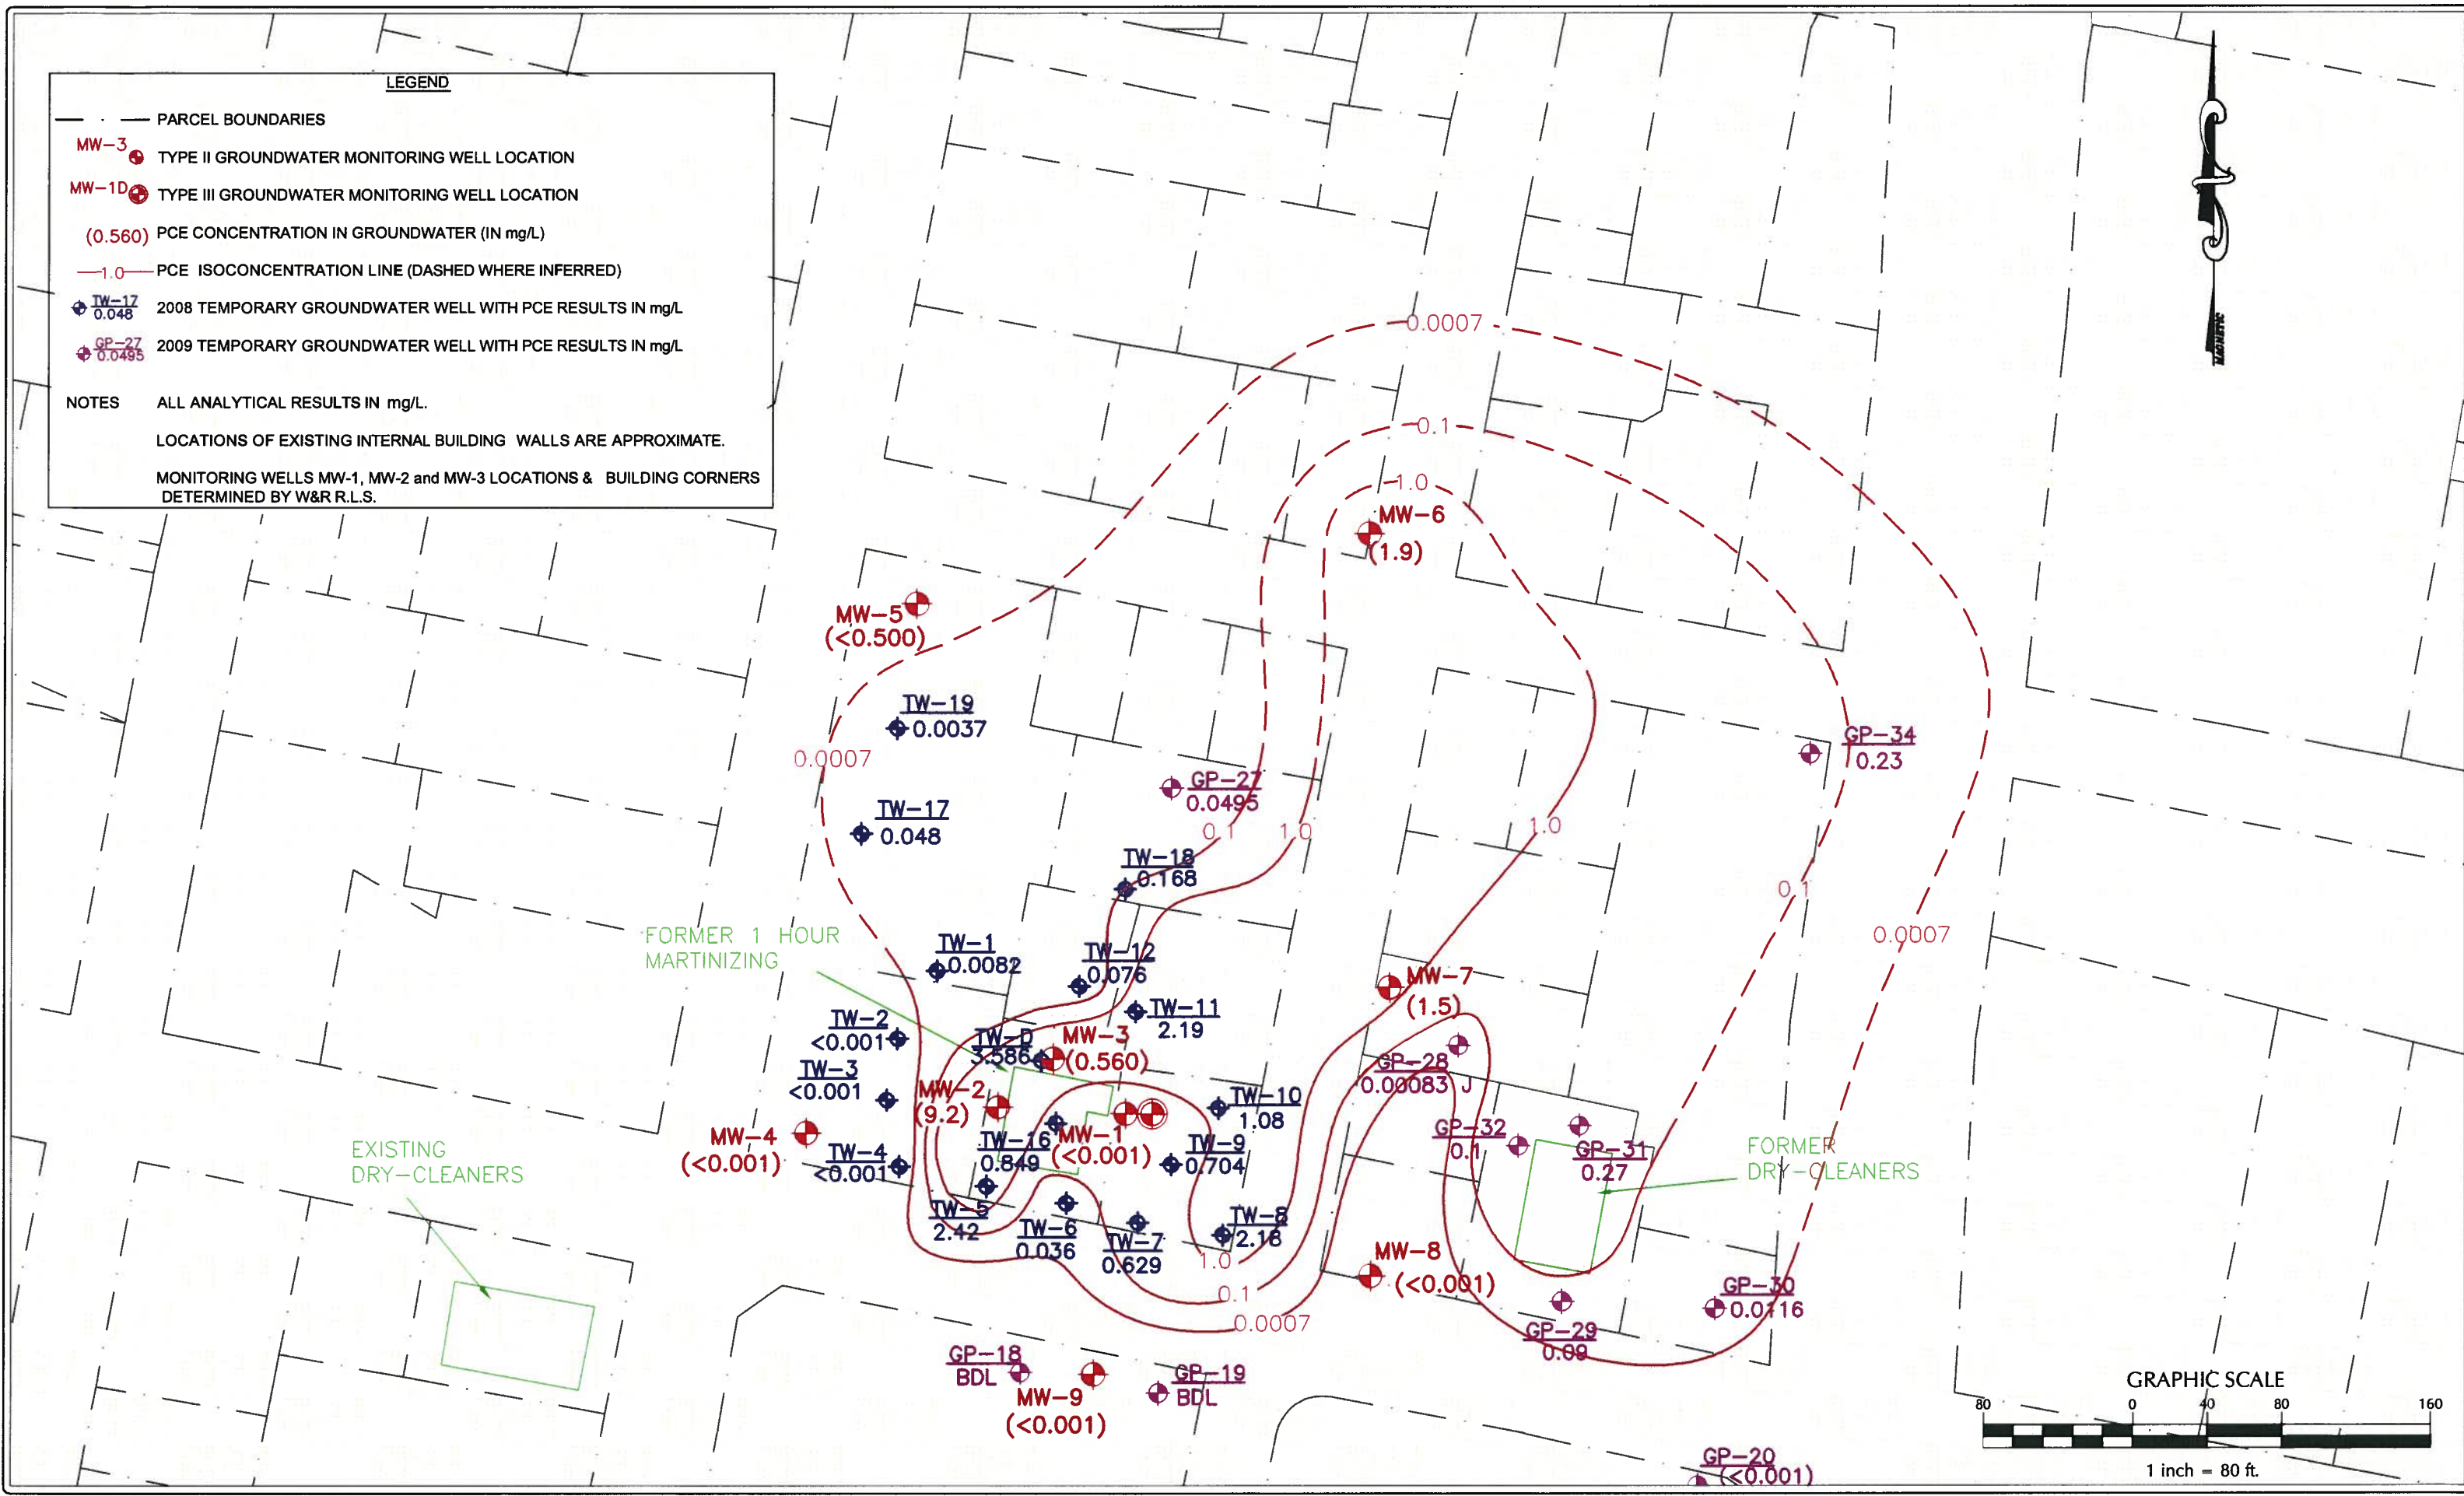 LEGEND
PARCEL BOUNDARIES
MW-3
TYPE II GROUNDWATER MONITORING WELL LOCATION
MW-1D
TYPE III GROUNDWATER MONITORING WELL LOCATION
(0.560) PCE CONCENTRATION IN GROUNDWATER (IN mg/L)
1.0 PCE ISOCONCENTRATION LINE (DASHED WHERE INFERRED)
TW-17
0.048
2008 TEMPORARY GROUNDWATER WELL WITH PCE RESULTS IN mg/L
GP-27
0.0495
2009 TEMPORARY GROUNDWATER WELL WITH PCE RESULTS IN mg/L
NOTES ALL ANALYTICAL RESULTS IN mg/L.
LOCATIONS OF EXISTING INTERNAL BUILDING WALLS ARE APPROXIMATE.
MONITORING WELLS MW-1, MW-2 and MW-3 LOCATIONS & BUILDING CORNERS
DETERMINED BY W&R R.L.S.
MAGNETIC
0.0007
0.1
1.0
MW-6
(1.9)
MW-5
(<0.500)
TW-19
0.0037
0.0007
TW-17
0.048
GP-27
0.0495
GP-34
0.23
0.1
1.0
1.0
TW-18
0.168
0.1
0.0007
FORMER 1 HOUR
MARTINIZING
TW-1
0.0082
TW-12
0.076
TW-11
2.19
MW-7
(1.5)
TW-2
<0.001
TW-D
3.586
MW-3
(0.560)
GP-28
0.00083 J
TW-3
<0.001
MW-2
(9.2)
TW-10
1.08
MW-4
(<0.001)
TW-4
<0.001
TW-16
0.849
MW-1
(<0.001)
TW-9
0.704
GP-32
0.1
GP-31
0.27
FORMER
DRY-CLEANERS
EXISTING
DRY-CLEANERS
TW-5
2.42
TW-6
0.036
TW-7
0.629
TW-8
2.18
1.0
0.1
0.0007
MW-8
(<0.001)
GP-30
0.0116
GP-29
0.09
GP-18
BDL
MW-9
(<0.001)
GP-19
BDL
GP-20
(<0.001)
GRAPHIC SCALE
80 0 40 80 160
1 inch = 80 ft.